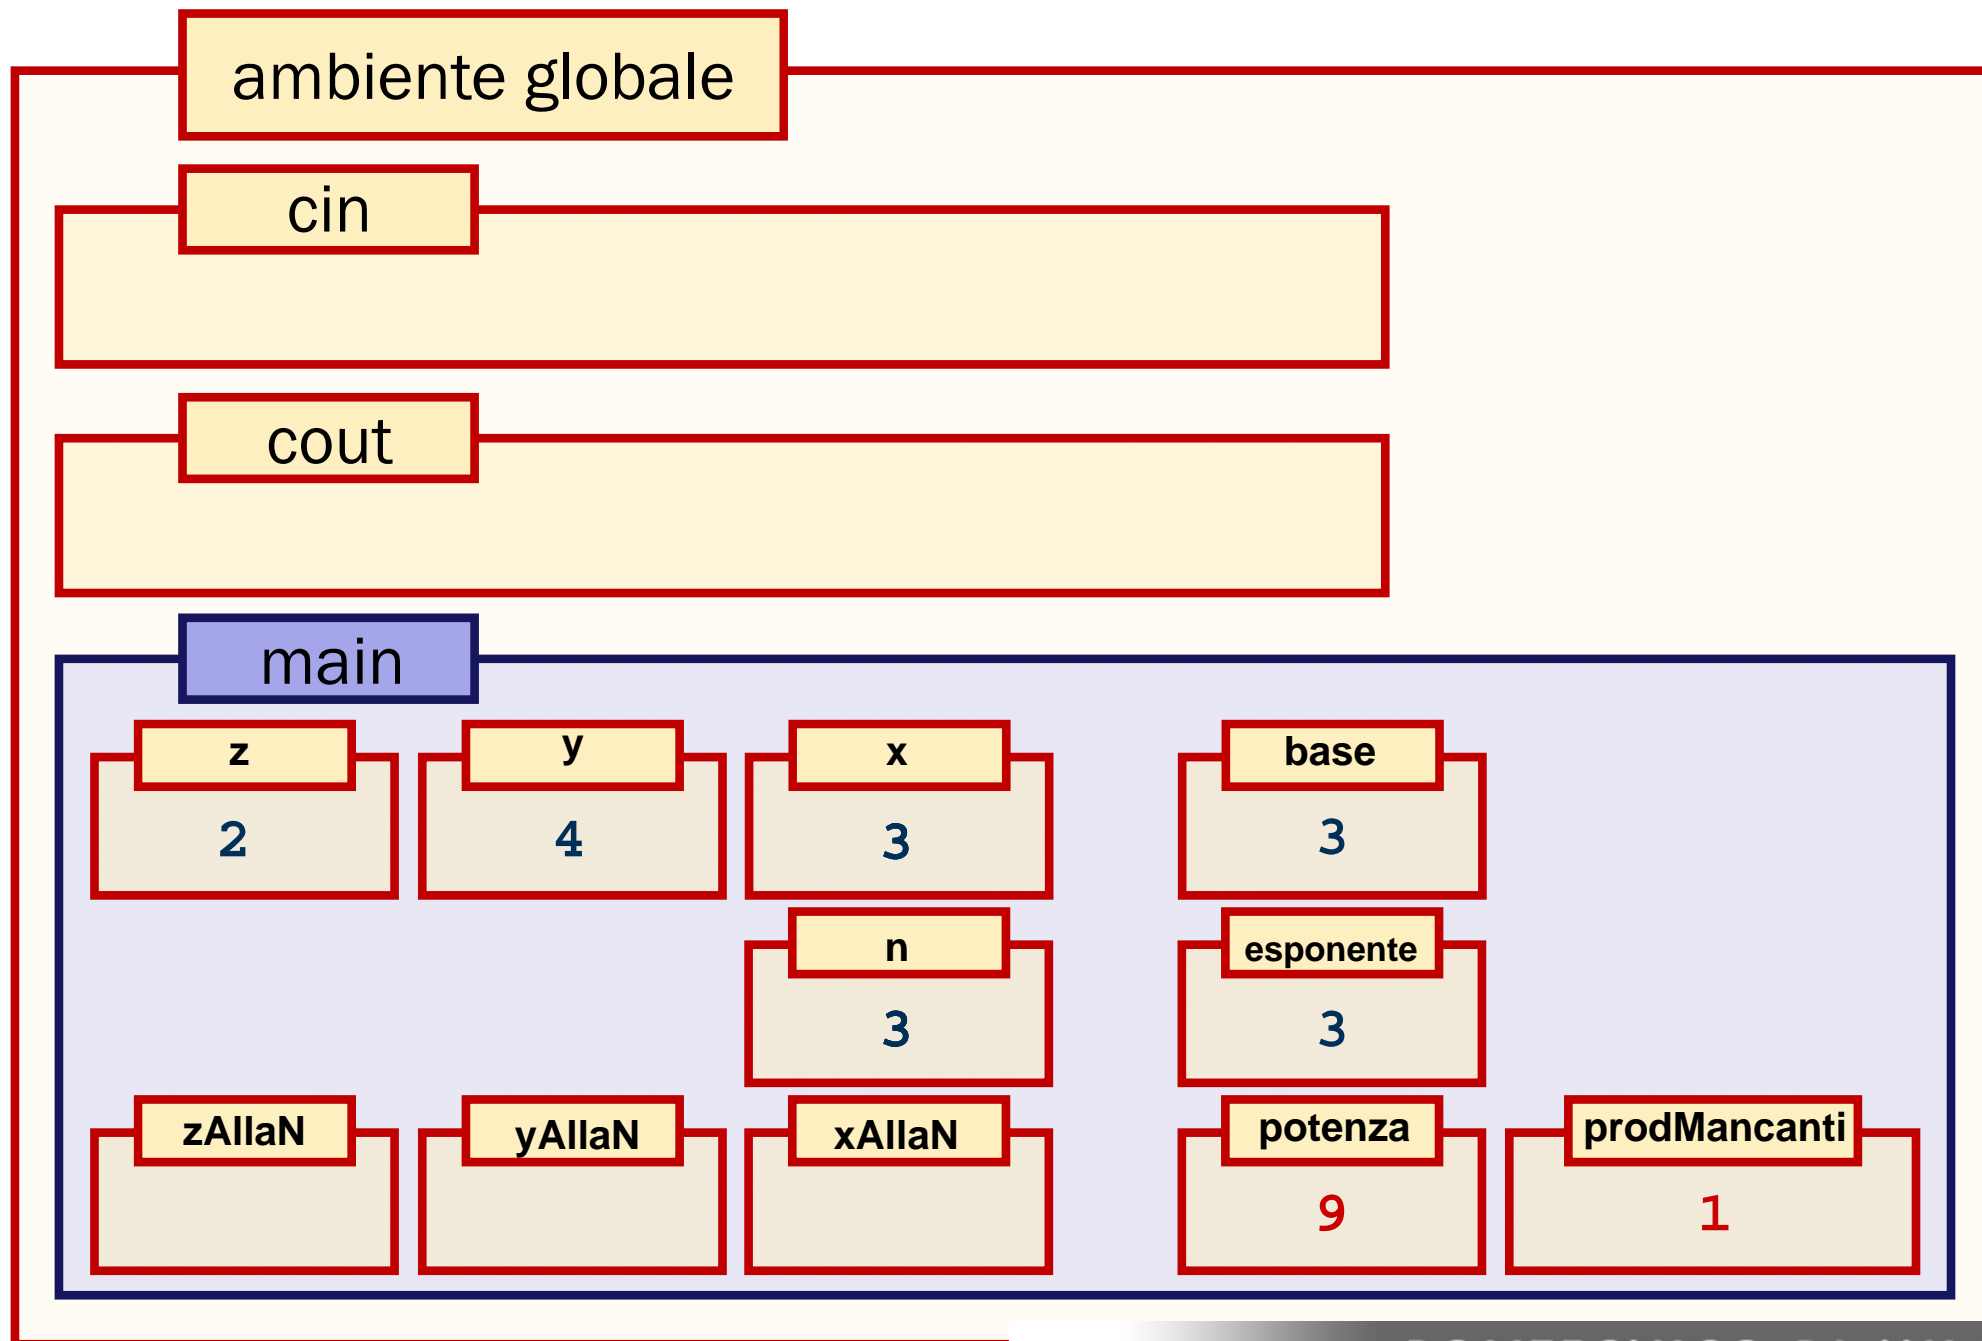 ambiente globale
cin
cout
main
z y x base
2 4 3 3
n esponente
3 3
zAllaN yAllaN xAllaN potenza prodMancanti
9 1